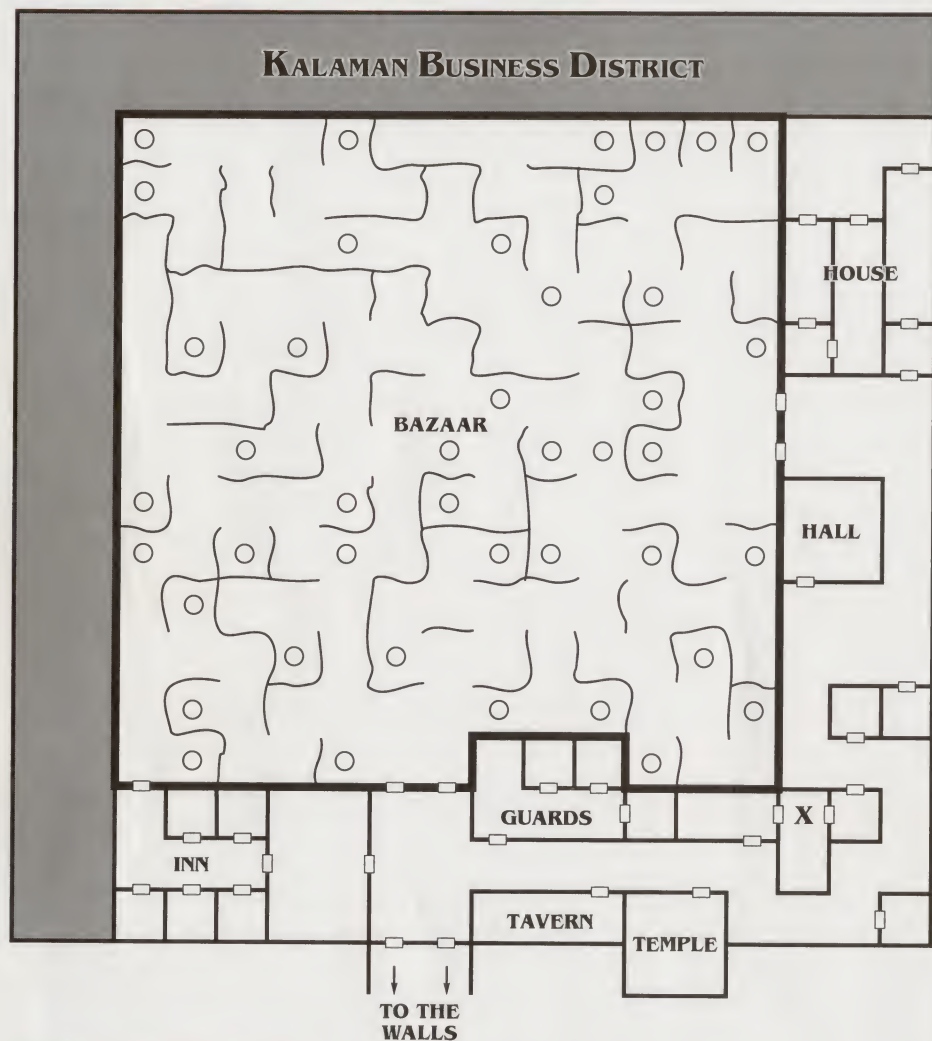 KALAMAN BUSINESS DISTRICT
HOUSE
BAZAAR
HALL
X
GUARDS
INN
TAVERN
TEMPLE
TO THE
WALLS